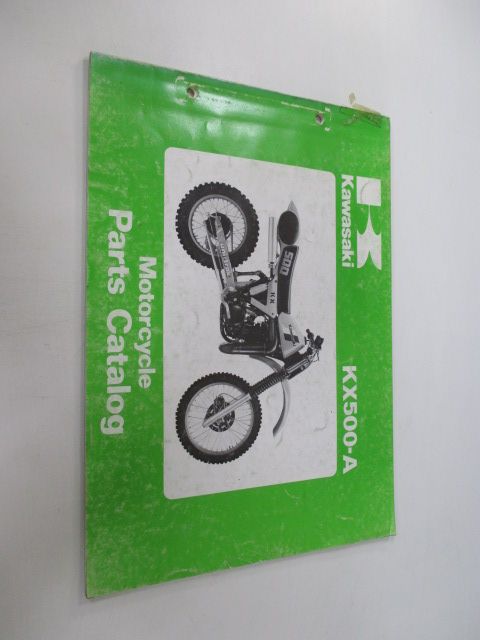 Kawasaki
KX500-A
500
KX
Motorcycle
Parts Catalog